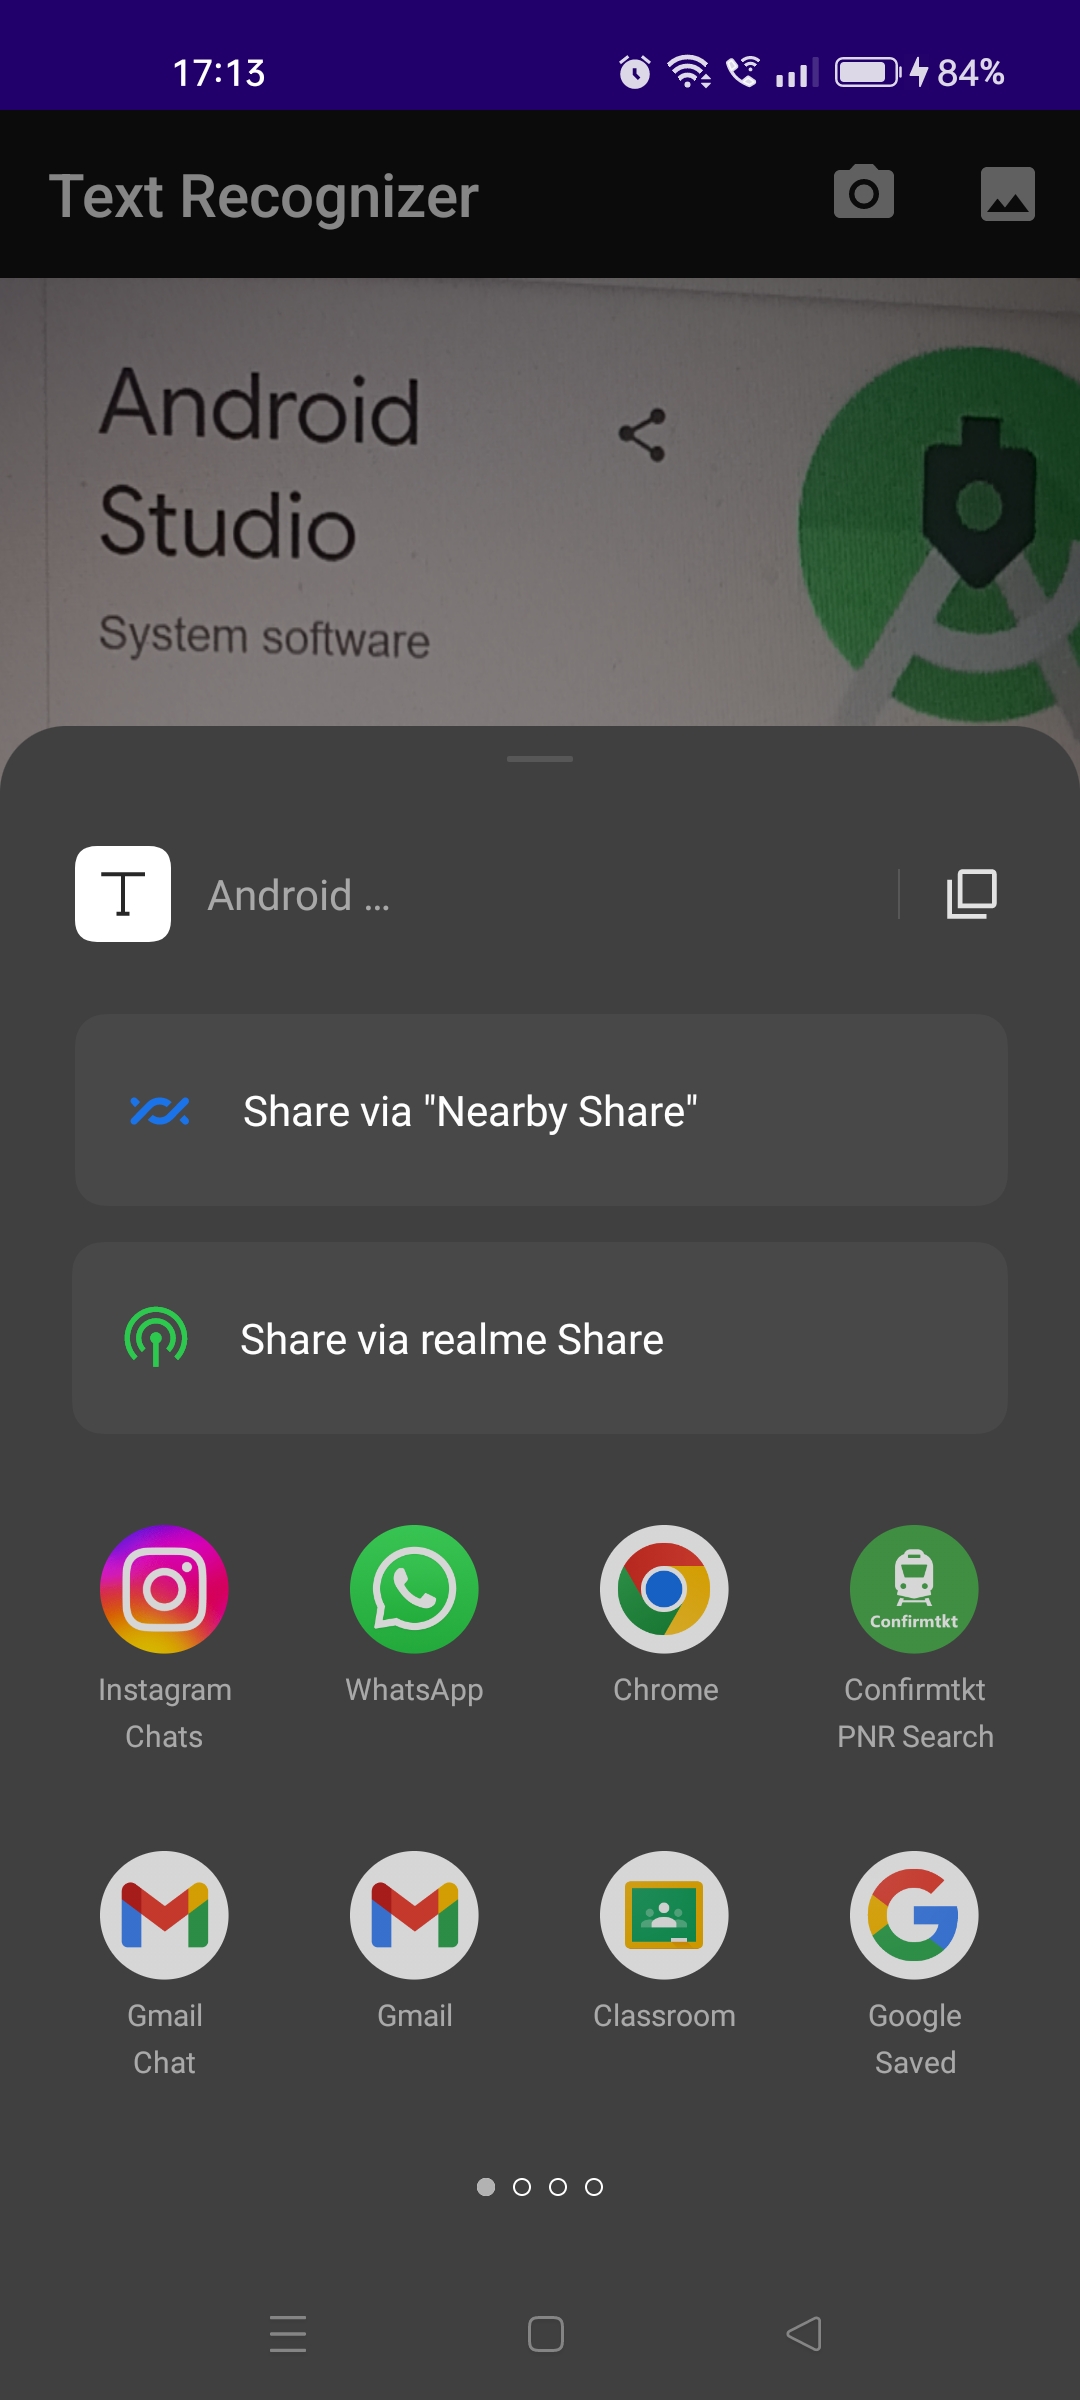 17:13
84%
Text Recognizer
Android
Studio
System software
Android ...
Share via "Nearby Share"
Share via realme Share
Confirmtkt
Instagram
Chats
WhatsApp
Chrome
Confirmtkt
PNR Search
Gmail
Chat
Gmail
Classroom
Google
Saved